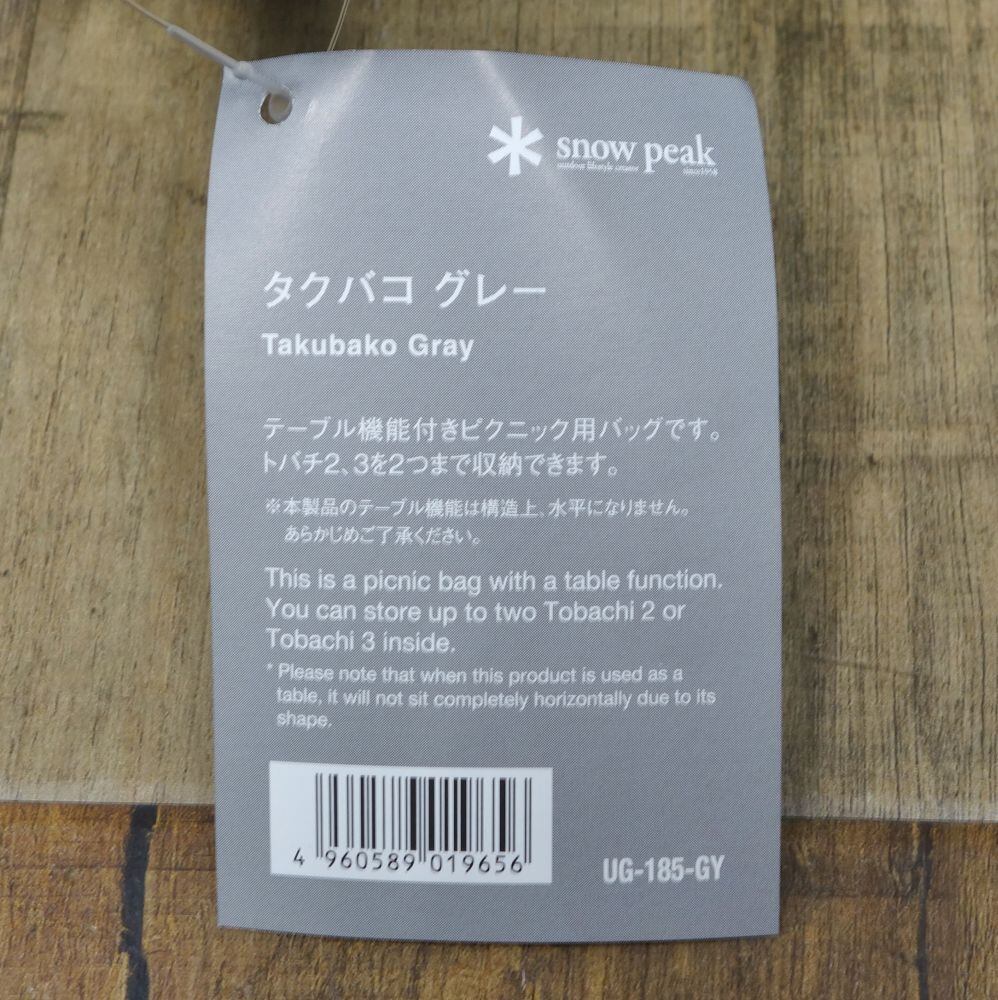 snow peak
outdoor lifestyle creator
since1958
タクバコ グレー
Takubako Gray
テーブル機能付きピクニック用バッグです。
トバチ2、3を2つまで収納できます。
※本製品のテーブル機能は構造上、水平になりません。
あらかじめご了承ください。
This is a picnic bag with a table function.
You can store up to two Tobachi 2 or
Tobachi 3 inside.
* Please note that when this product is used as a
table, it will not sit completely horizontally due to its
shape.
4 960589 019656
UG-185-GY